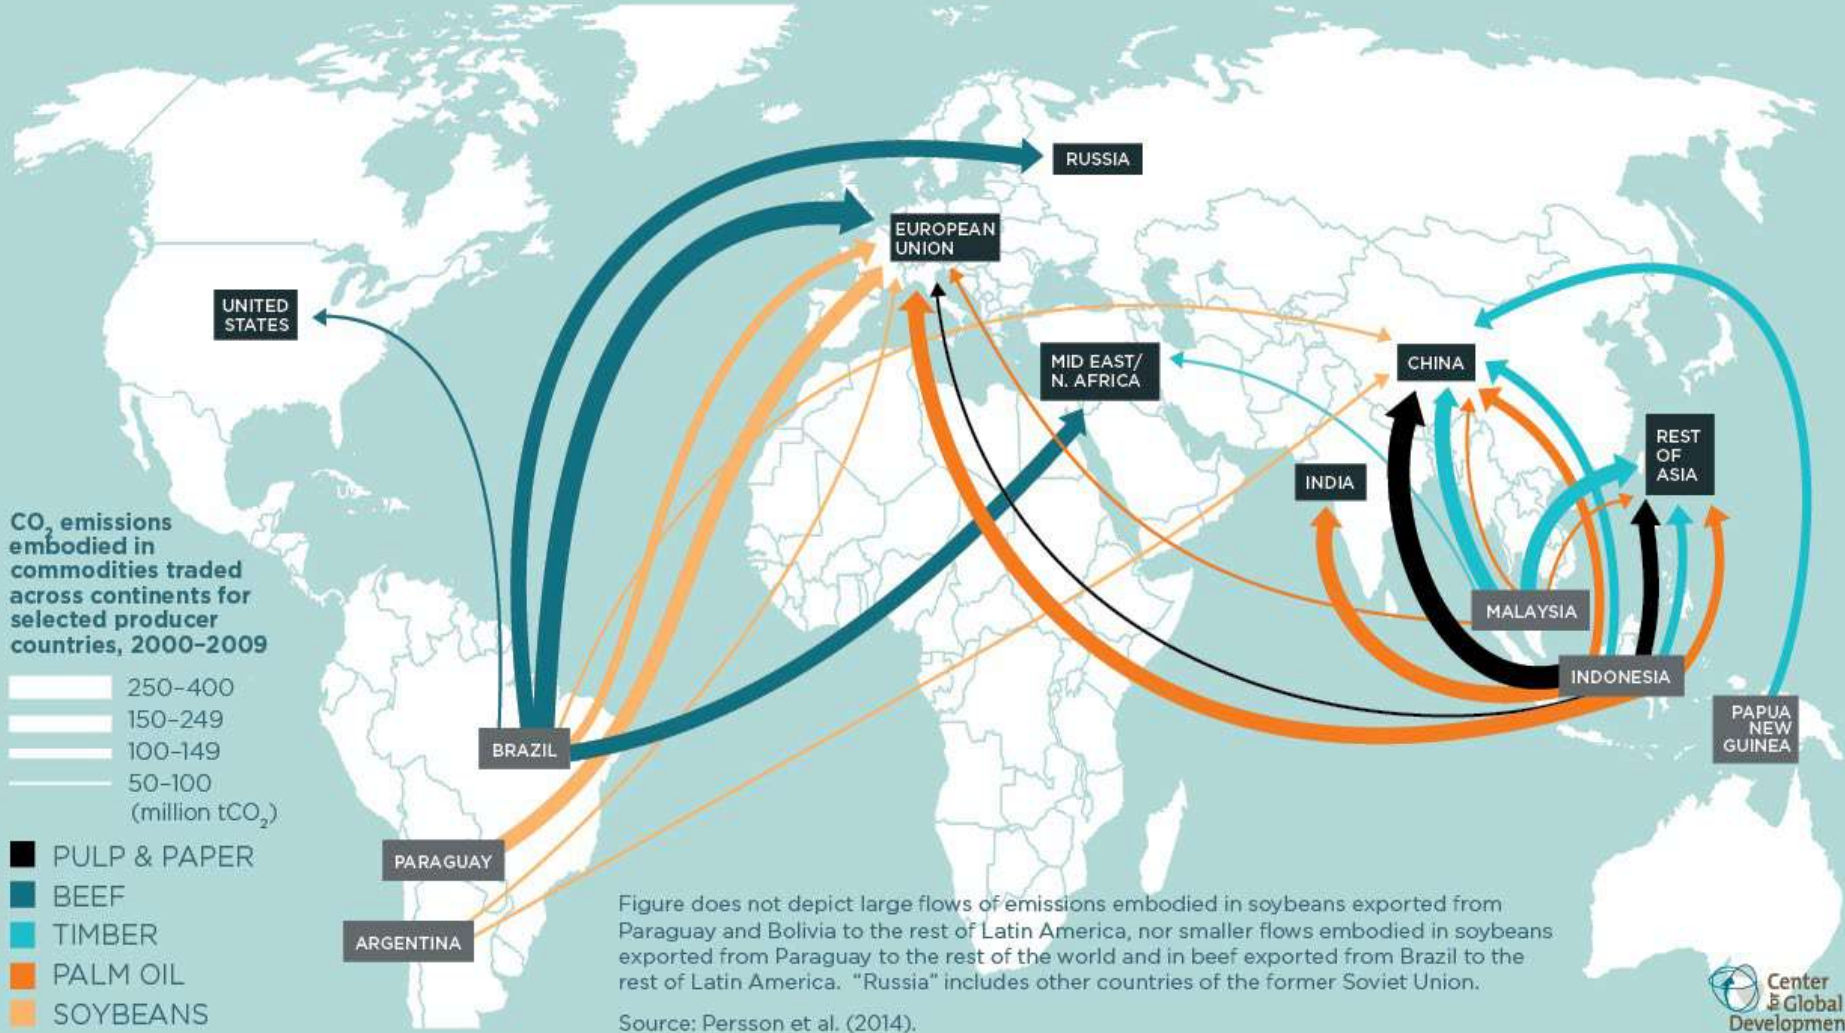 RUSSIA
EUROPEAN
UNION
UNITED
STATES
MID EAST/
N. AFRICA
CHINA
REST
OF
ASIA
INDIA
US
CO₂ emissions
embodied in
commodities traded
across continents for
selected producer
countries, 2000–2009
250–400
150–249
100–149
50–100
(million tCO₂)
MALAYSIA
INDONESIA
PAPUA
NEW
GUINEA
BRAZIL
PARAGUAY
ARGENTINA
PULP & PAPER
BEEF
TIMBER
PALM OIL
SOYBEANS
Figure does not depict large flows of emissions embodied in soybeans exported from
Paraguay and Bolivia to the rest of Latin America, nor smaller flows embodied in soybeans
exported from Paraguay to the rest of the world and in beef exported from Brazil to the
rest of Latin America. “Russia” includes other countries of the former Soviet Union.
Source: Persson et al. (2014).
Center
for Global
Developmen